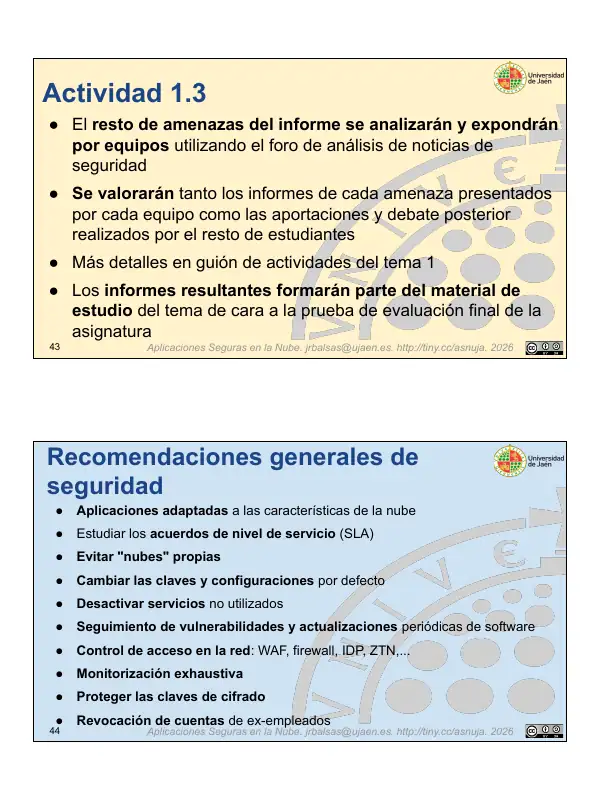 Universidad
de Jaén
Actividad 1.3
● El resto de amenazas del informe se analizarán y expondrán
por equipos utilizando el foro de análisis de noticias de
seguridad
● Se valorarán tanto los informes de cada amenaza presentados
por cada equipo como las aportaciones y debate posterior
realizados por el resto de estudiantes
● Más detalles en guión de actividades del tema 1
● Los informes resultantes formarán parte del material de
estudio del tema de cara a la prueba de evaluación final de la
asignatura
43
Aplicaciones Seguras en la Nube. jrbalsas@ujaen.es. http://tiny.cc/asnuja. 2026
Universidad
de Jaén
Recomendaciones generales de
seguridad
● Aplicaciones adaptadas a las características de la nube
● Estudiar los acuerdos de nivel de servicio (SLA)
● Evitar "nubes" propias
● Cambiar las claves y configuraciones por defecto
● Desactivar servicios no utilizados
● Seguimiento de vulnerabilidades y actualizaciones periódicas de software
● Control de acceso en la red: WAF, firewall, IDP, ZTN,...
● Monitorización exhaustiva
● Proteger las claves de cifrado
● Revocación de cuentas de ex-empleados
44
Aplicaciones Seguras en la Nube. jrbalsas@ujaen.es. http://tiny.cc/asnuja. 2026